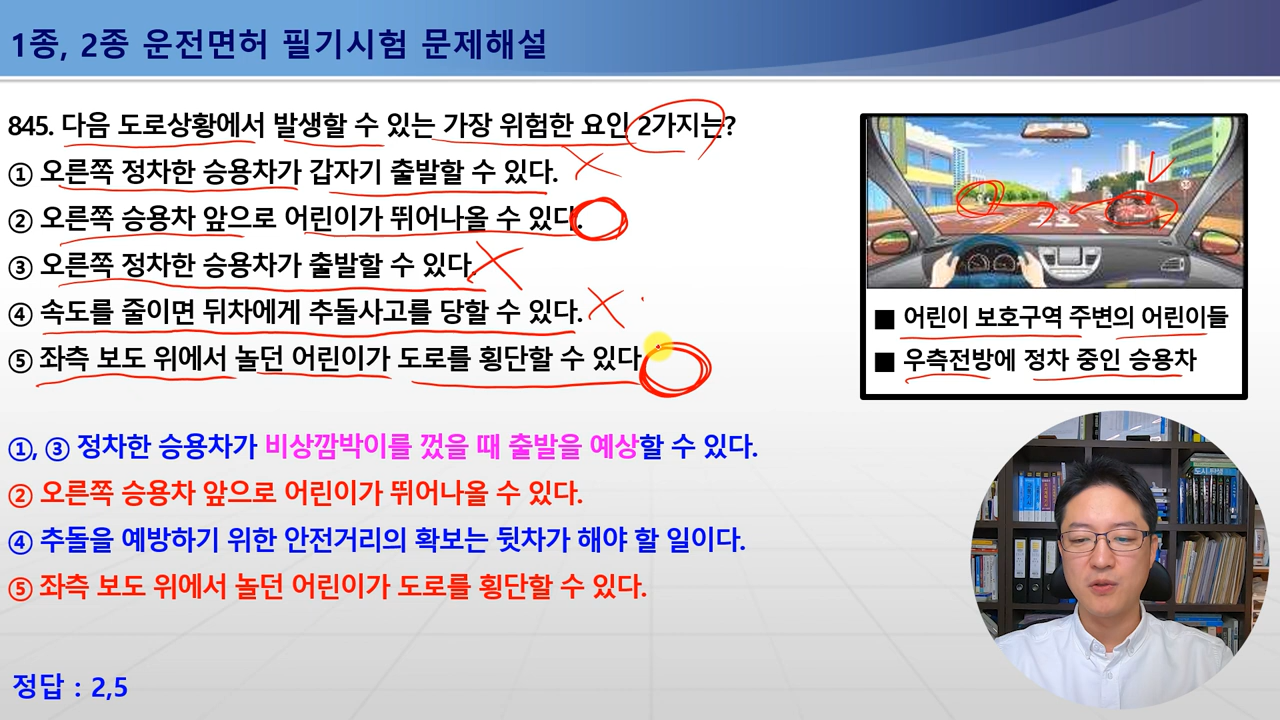 1종, 2종 운전면허 필기시험 문제해설
845. 다음 도로상황에서 발생할 수 있는 가장 위험한 요인 2가지는?
① 오른쪽 정차한 승용차가 갑자기 출발할 수 있다.
② 오른쪽 승용차 앞으로 어린이가 뛰어나올 수 있다.
③ 오른쪽 정차한 승용차가 출발할 수 있다.
④ 속도를 줄이면 뒤차에게 추돌사고를 당할 수 있다.
⑤ 좌측 보도 위에서 놀던 어린이가 도로를 횡단할 수 있다
■ 어린이 보호구역 주변의 어린이들
■ 우측전방에 정차 중인 승용차
①, ③ 정차한 승용차가 비상깜박이를 껐을 때 출발을 예상할 수 있다.
② 오른쪽 승용차 앞으로 어린이가 뛰어나올 수 있다.
④ 추돌을 예방하기 위한 안전거리의 확보는 뒷차가 해야 할 일이다.
⑤ 좌측 보도 위에서 놀던 어린이가 도로를 횡단할 수 있다.
정답 : 2,5